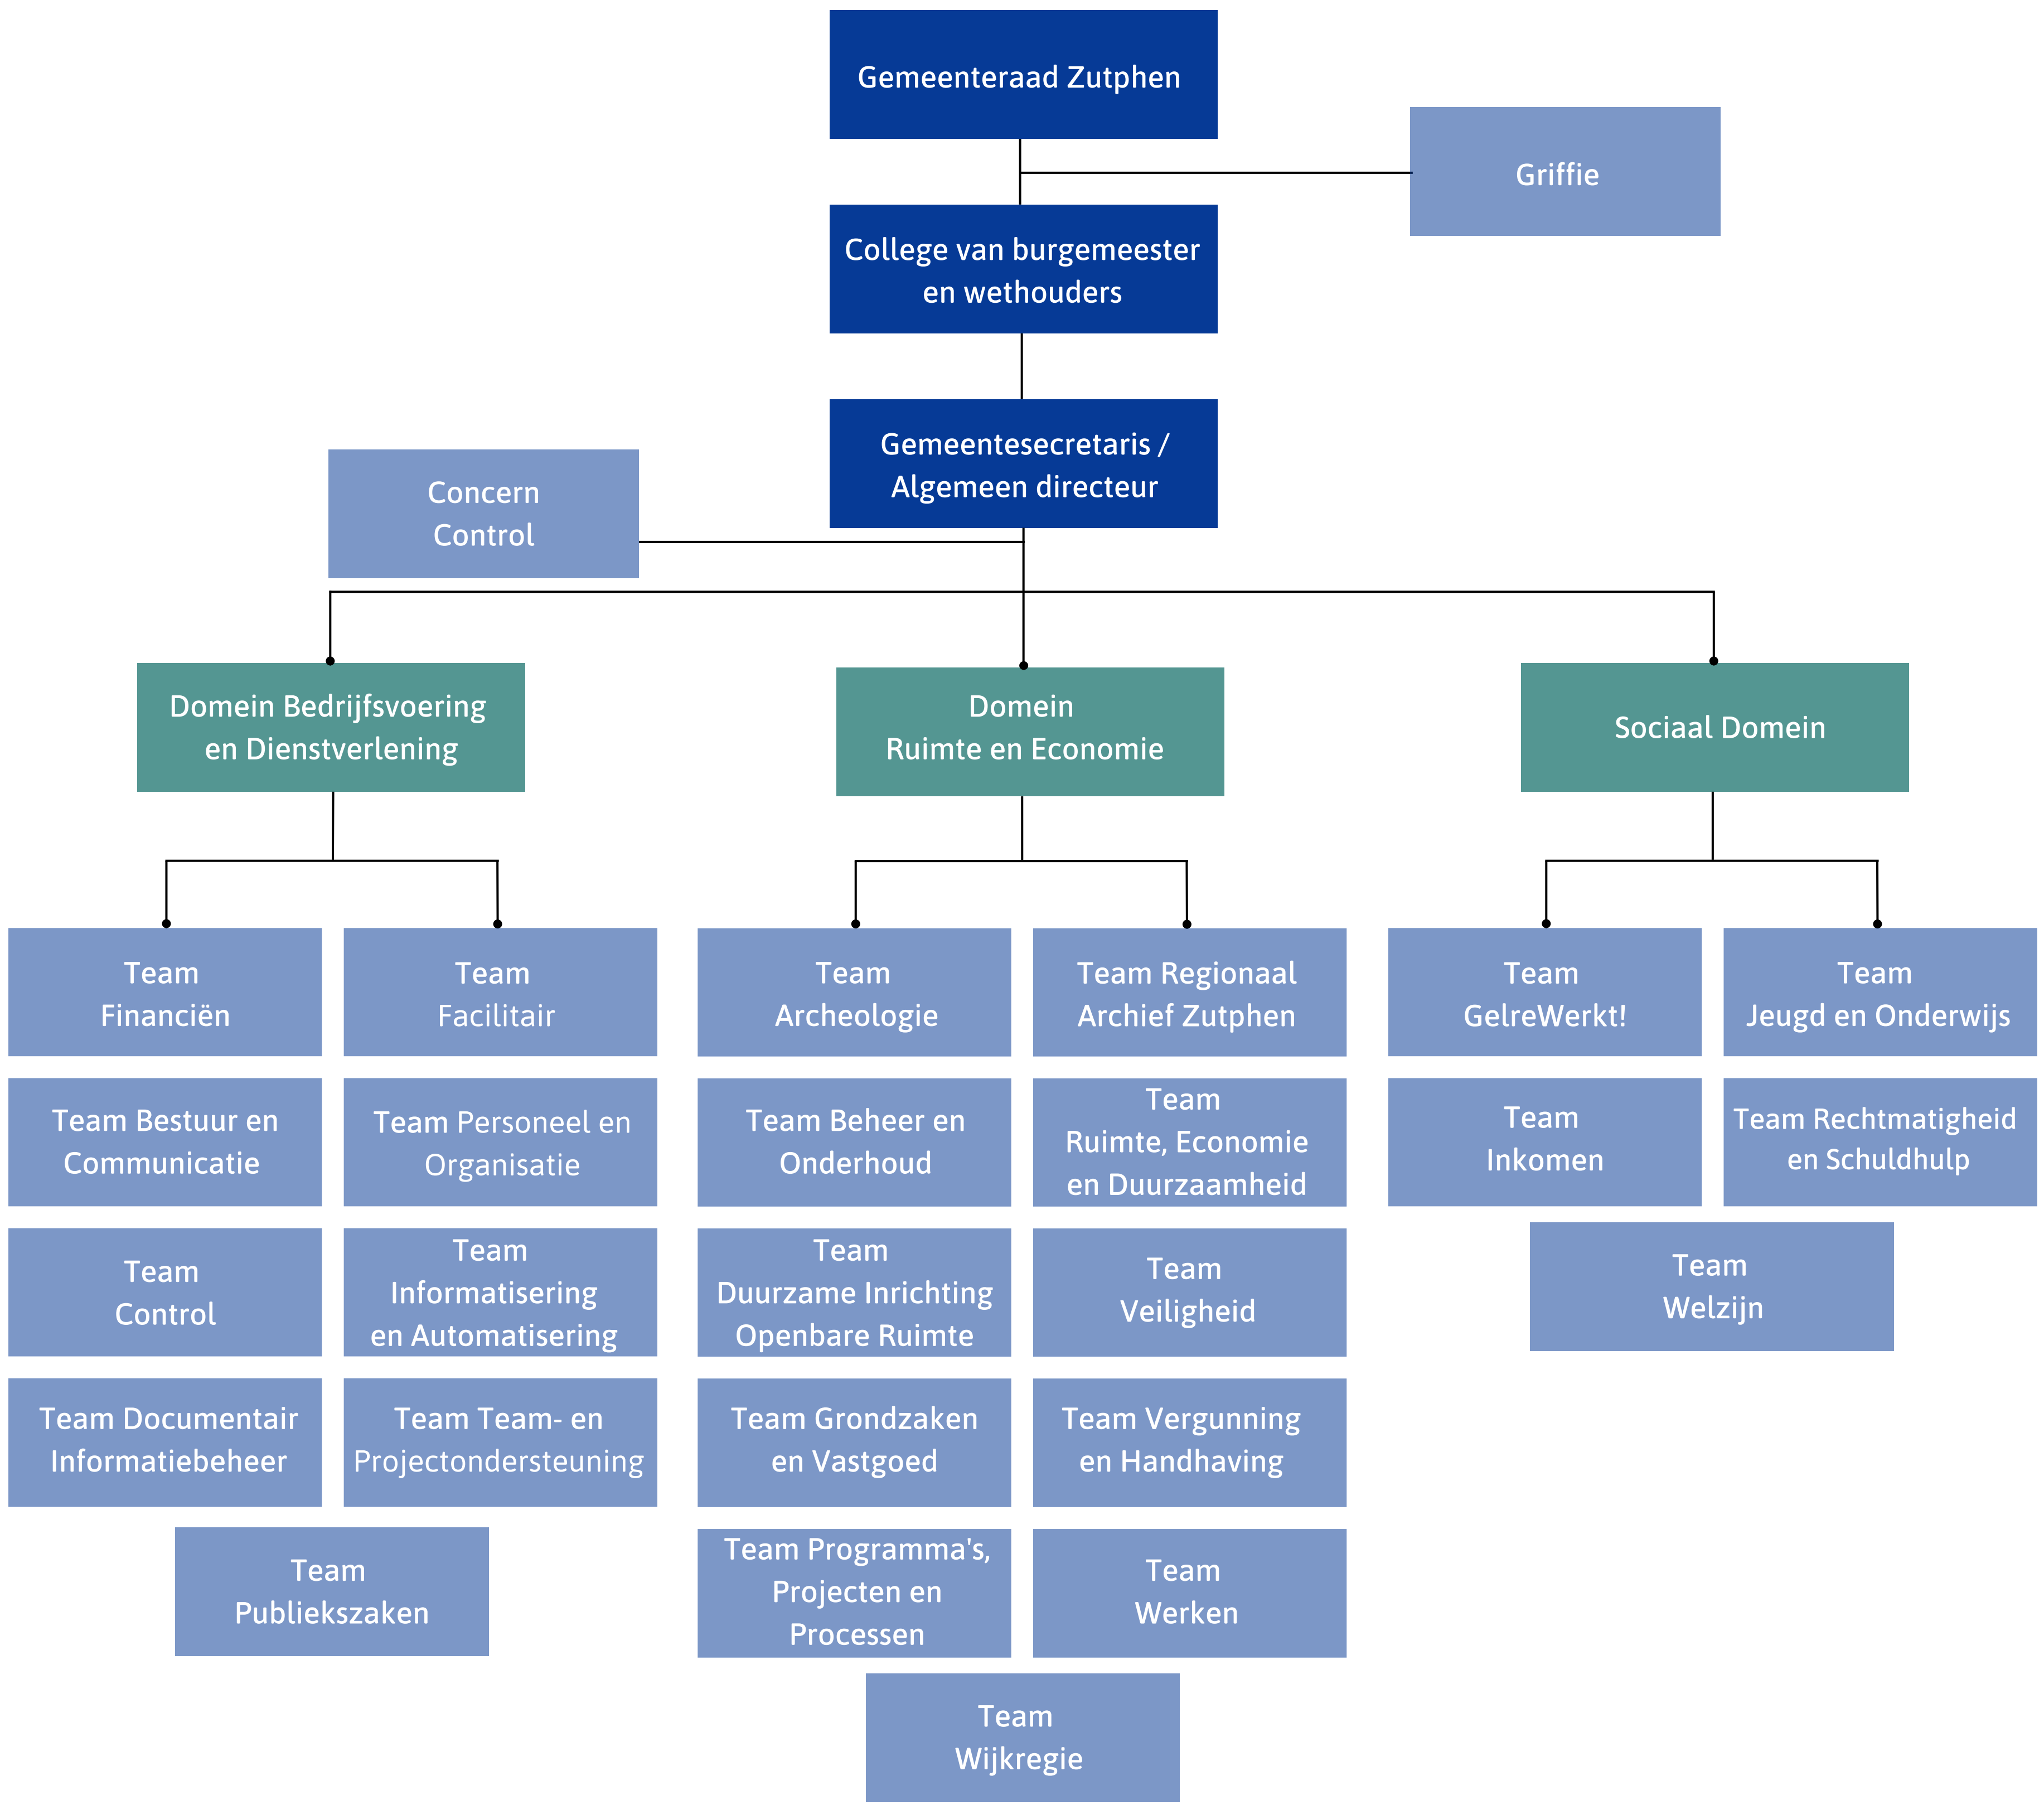 Gemeenteraad Zutphen
Griffie
College van burgemeester
en wethouders
Gemeentesecretaris /
Algemeen directeur
Concern
Control
Domein Bedrijfsvoering
en Dienstverlening
Domein
Ruimte en Economie
Sociaal Domein
Team
Financiën
Team
Facilitair
Team
Archeologie
Team Regionaal
Archief Zutphen
Team
GelreWerkt!
Team
Jeugd en Onderwijs
Team Bestuur en
Communicatie
Team Personeel en
Organisatie
Team Beheer en
Onderhoud
Team
Ruimte, Economie
en Duurzaamheid
Team
Inkomen
Team Rechtmatigheid
en Schuldhulp
Team
Control
Team
Informatisering
en Automatisering
Team
Duurzame Inrichting
Openbare Ruimte
Team
Veiligheid
Team
Welzijn
Team Documentair
Informatiebeheer
Team Team- en
Projectondersteuning
Team Grondzaken
en Vastgoed
Team Vergunning
en Handhaving
Team
Publiekszaken
Team Programma's,
Projecten en
Processen
Team
Werken
Team
Wijkregie